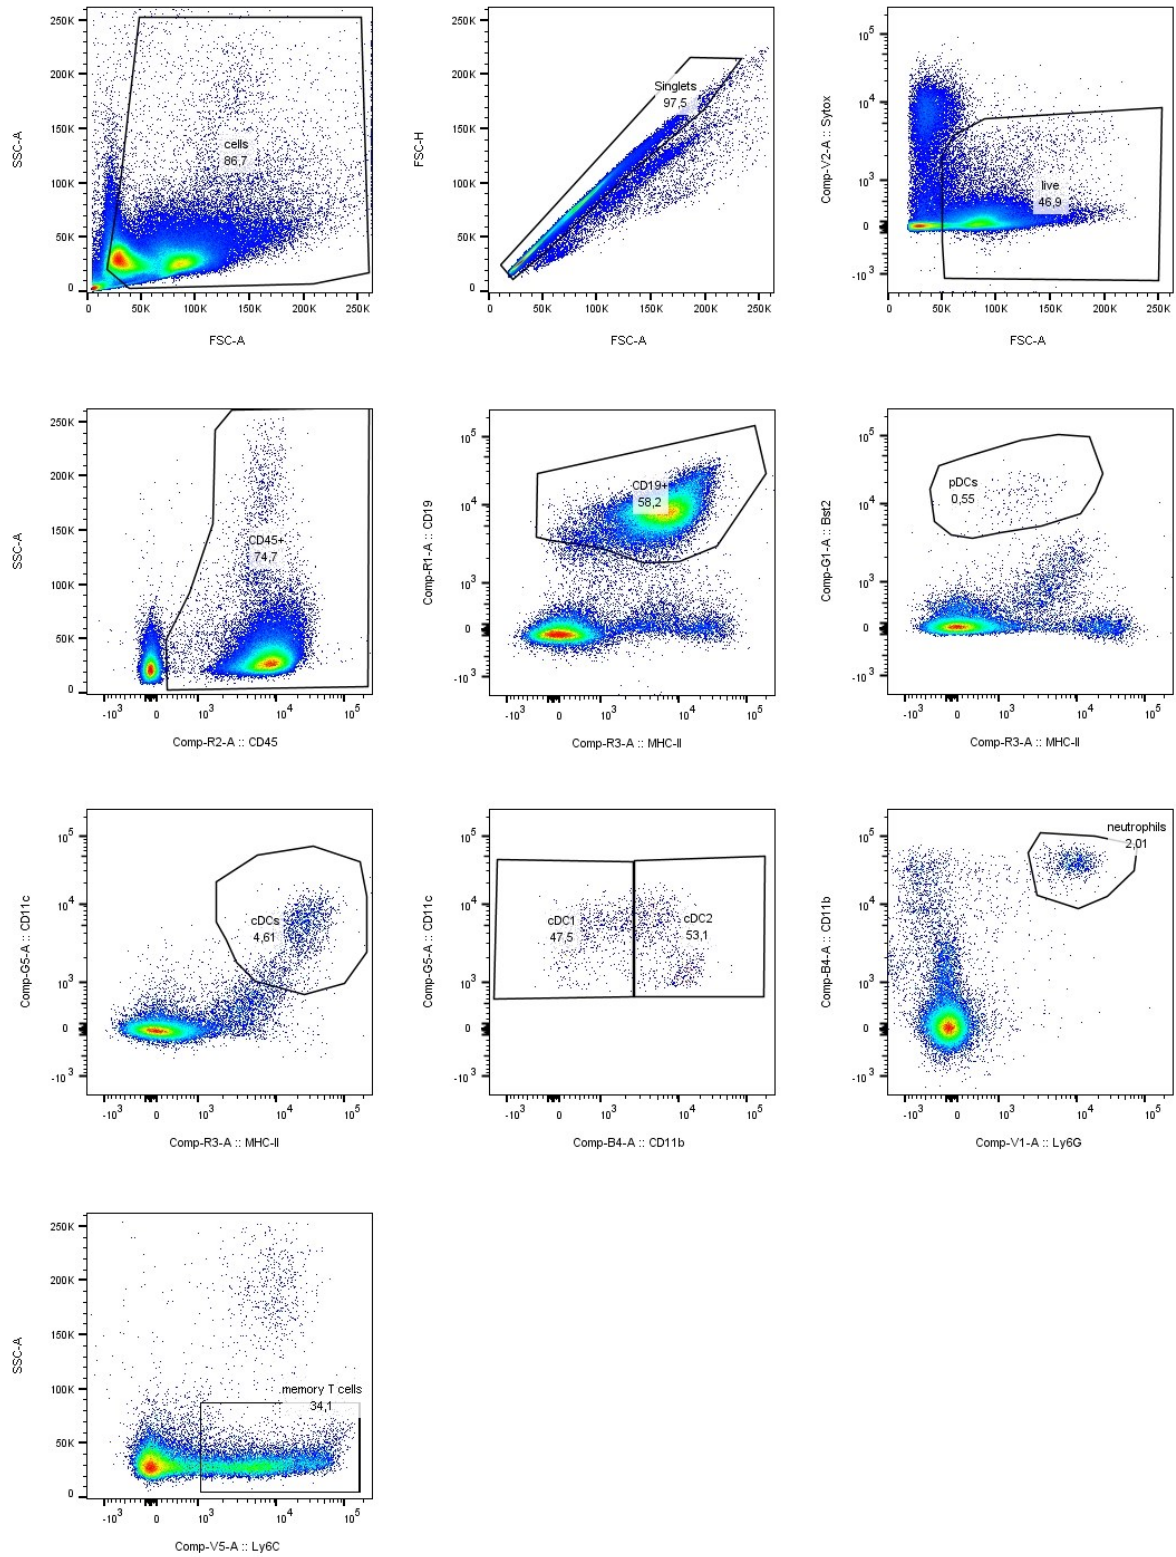 250K
200K
150K
100K
50K
0
SSC-A
cells
86,7
0
50K
100K
150K
200K
250K
FSC-A
250K
200K
150K
100K
50K
0
FSC-H
Singlets
97,5
0
50K
100K
150K
200K
250K
FSC-A
10^5
10^4
10^3
0
-10^3
Comp-V2-A :: Sytox
live
46,9
0
50K
100K
150K
200K
250K
FSC-A
250K
200K
150K
100K
50K
0
SSC-A
CD45+
74,7
-10^3
0
10^3
10^4
10^5
Comp-R2-A :: CD45
10^5
10^4
10^3
0
-10^3
Comp-R1-A :: CD19
CD19+
58,2
-10^3
0
10^3
10^4
10^5
Comp-R3-A :: MHC-II
10^5
10^4
10^3
0
-10^3
Comp-G1-A :: Bst2
pDCs
0,55
-10^3
0
10^3
10^4
10^5
Comp-R3-A :: MHC-II
10^5
10^4
10^3
0
-10^3
Comp-G5-A :: CD11c
cDCs
4,61
-10^3
0
10^3
10^4
10^5
Comp-R3-A :: MHC-II
10^5
10^4
10^3
0
-10^3
Comp-G5-A :: CD11c
cDC1
47,5
cDC2
53,1
-10^3
0
10^3
10^4
10^5
Comp-B4-A :: CD11b
10^5
10^4
10^3
0
-10^3
Comp-B4-A :: CD11b
neutrophils
2,01
-10^3
0
10^3
10^4
10^5
Comp-V1-A :: Ly6G
250K
200K
150K
100K
50K
0
SSC-A
memory T cells
34,1
-10^3
0
10^3
10^4
10^5
Comp-V5-A :: Ly6C